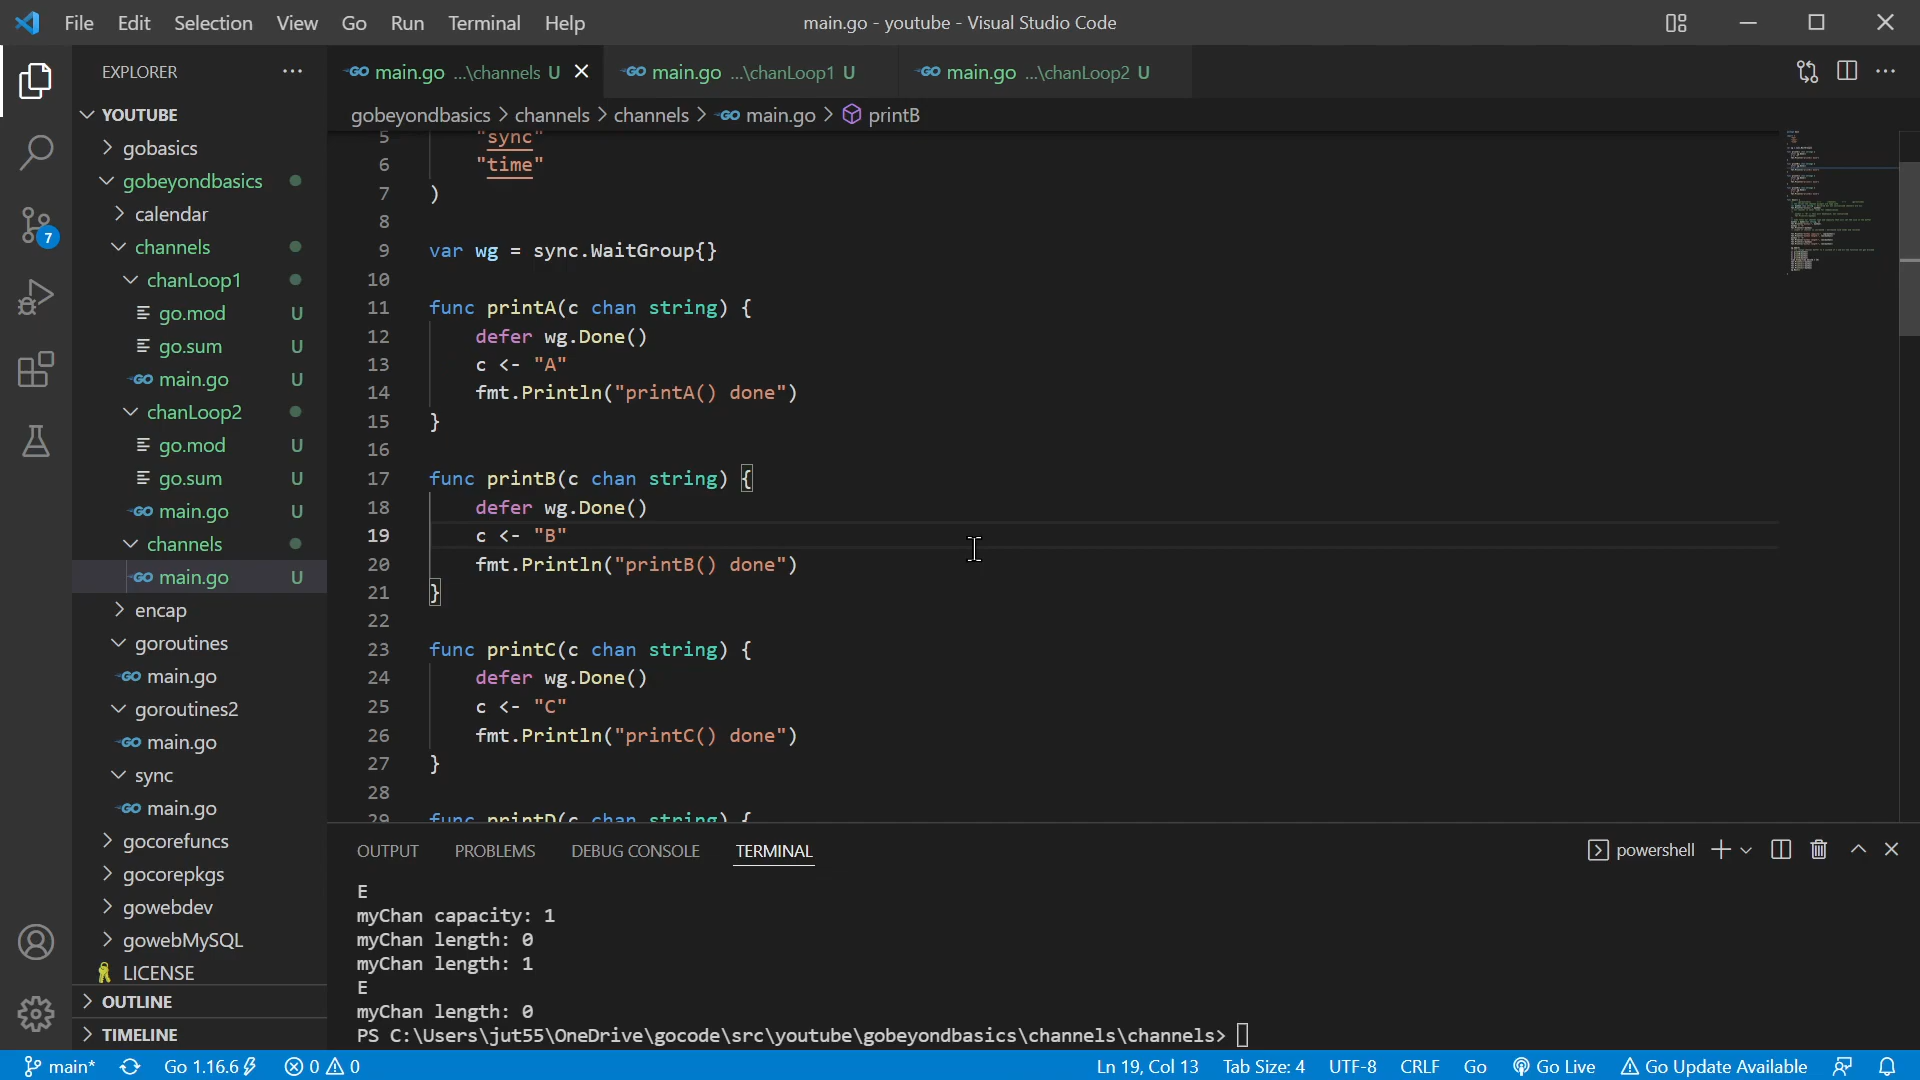 File Edit Selection View Go Run Terminal Help
main.go - youtube - Visual Studio Code
EXPLORER
YOUTUBE
gobasics
gobeyondbasics
calendar
channels
chanLoop1
go.mod U
go.sum U
main.go U
chanLoop2
go.mod U
go.sum U
main.go U
channels
main.go U
encap
goroutines
main.go
goroutines2
main.go
sync
main.go
gocorefuncs
gocorepkgs
gowebdev
gowebMySQL
LICENSE
OUTLINE
TIMELINE
7
main.go ...\channels U
main.go ...\chanLoop1 U
main.go ...\chanLoop2 U
gobeyondbasics > channels > channels > main.go > printB
5 "sync"
6 "time"
7 )
8
9 var wg = sync.WaitGroup{}
10
11 func printA(c chan string) {
12 defer wg.Done()
13 c <- "A"
14 fmt.Println("printA() done")
15 }
16
17 func printB(c chan string) {
18 defer wg.Done()
19 c <- "B"
20 fmt.Println("printB() done")
21 }
22
23 func printC(c chan string) {
24 defer wg.Done()
25 c <- "C"
26 fmt.Println("printC() done")
27 }
28
29 func printD(c chan string) {
OUTPUT PROBLEMS DEBUG CONSOLE TERMINAL
powershell
E
myChan capacity: 1
myChan length: 0
myChan length: 1
E
myChan length: 0
PS C:\Users\jut55\OneDrive\gocode\src\youtube\gobeyondbasics\channels\channels>
main* Go 1.16.6 0 0 Ln 19, Col 13 Tab Size: 4 UTF-8 CRLF Go Go Live Go Update Available